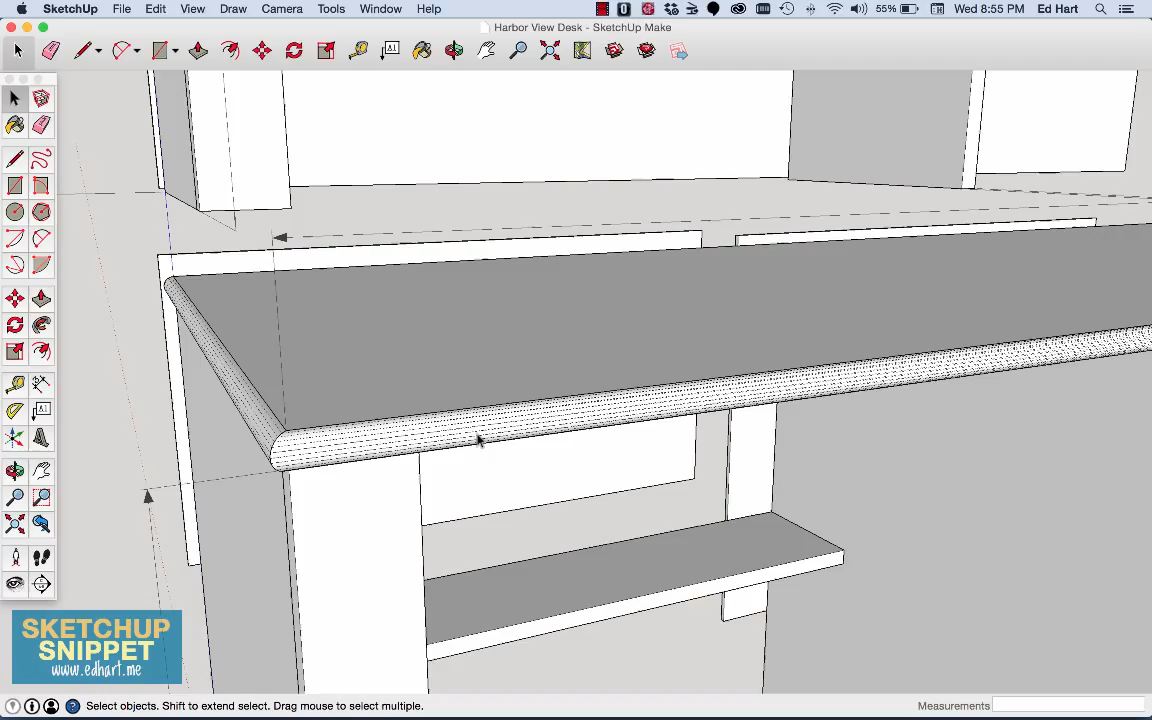 SketchUp File Edit View Draw Camera Tools Window Help 55% Wed 8:55 PM Ed Hart
Harbor View Desk - SketchUp Make
SKETCHUP
SNIPPET
www.edhart.me
Select objects. Shift to extend select. Drag mouse to select multiple.
Measurements